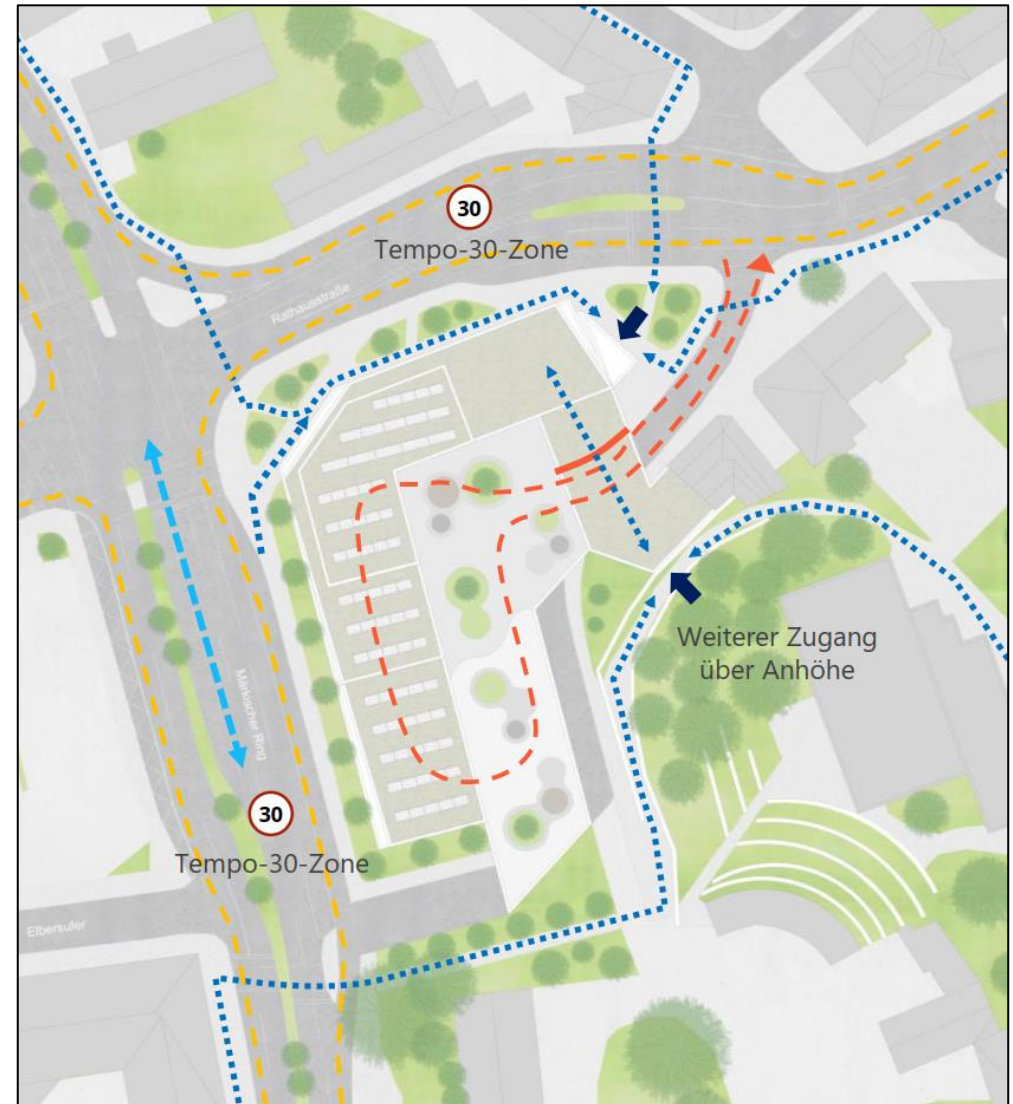 30
Tempo-30-Zone
Rathausstraße
Märkischer Ring
Weiterer Zugang
über Anhöhe
30
Tempo-30-Zone
Elbersufer